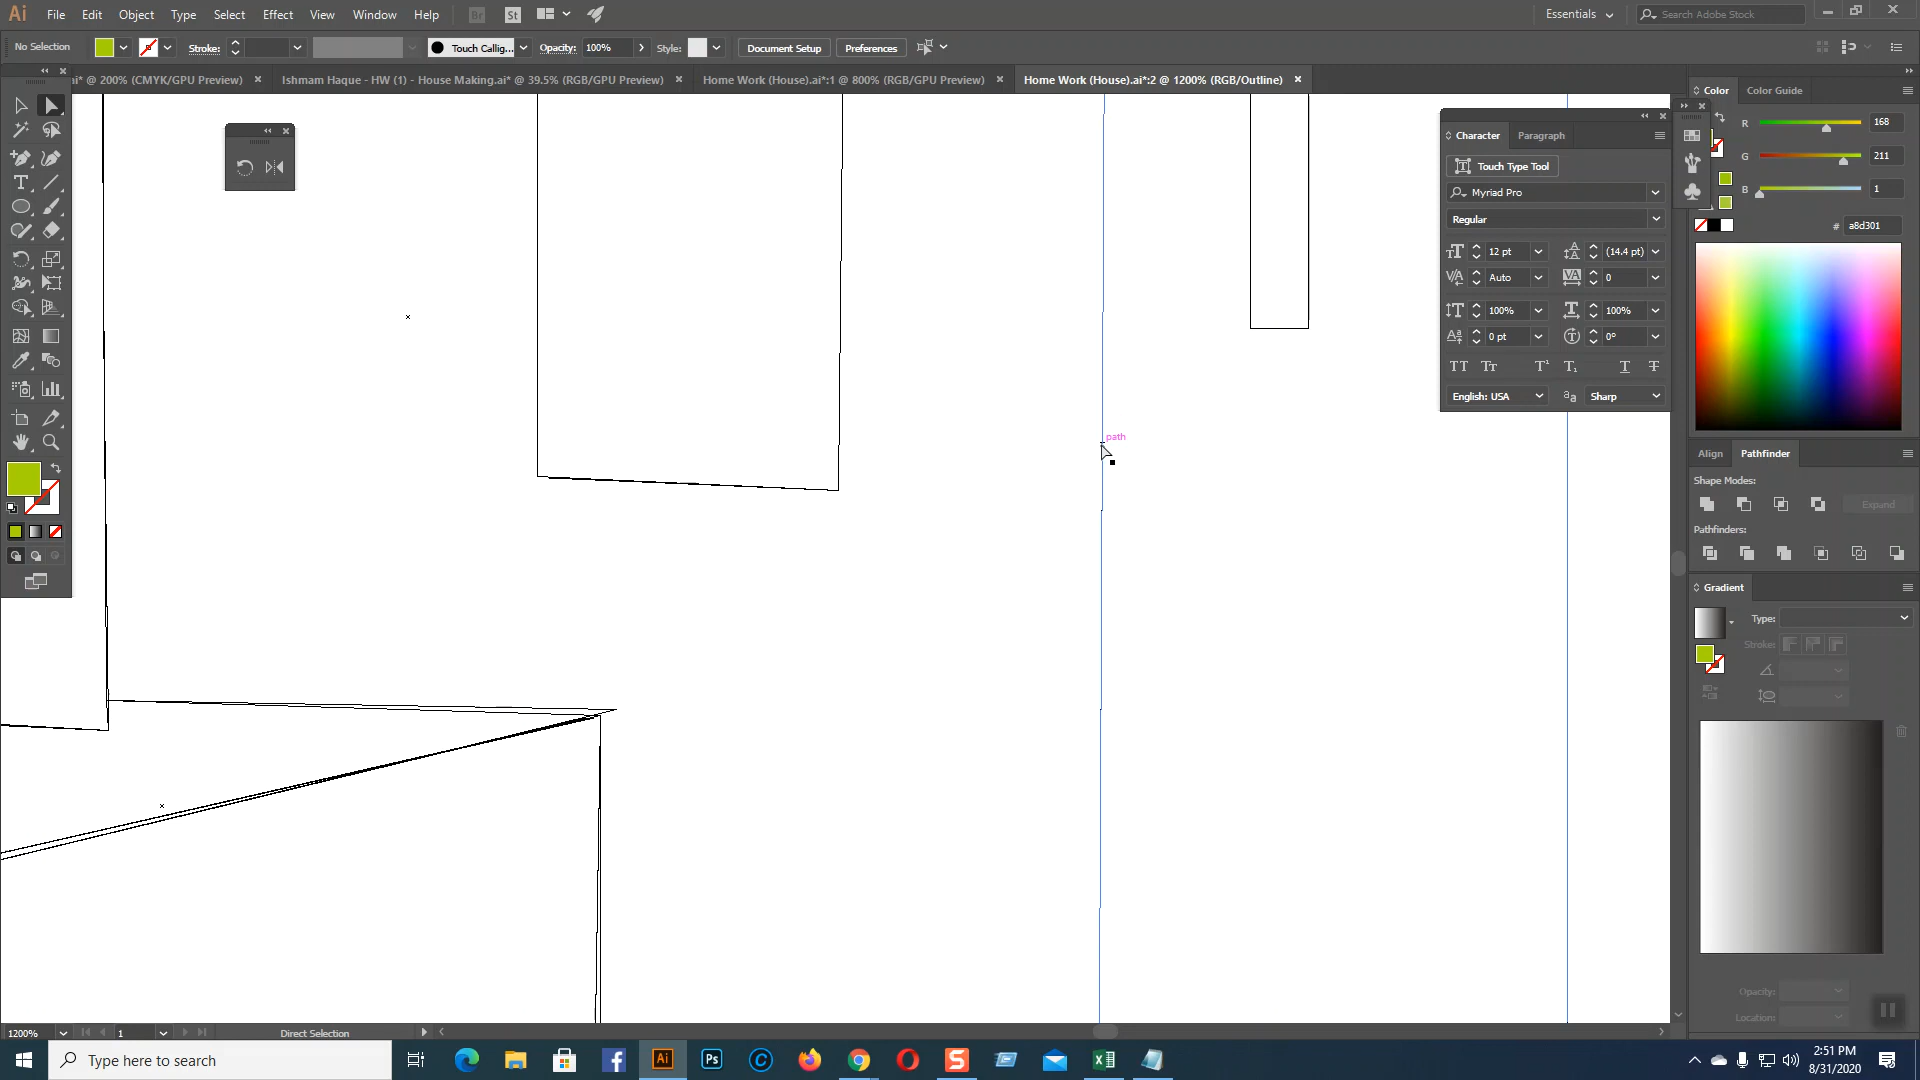 Ai File Edit Object Type Select Effect View Window Help Br St Essentials Search Adobe Stock
No Selection Stroke: Touch Callig... Opacity: 100% Style: Document Setup Preferences
ai* @ 200% (CMYK/GPU Preview) Ishmam Haque - HW (1) - House Making.ai* @ 39.5% (RGB/GPU Preview) Home Work (House).ai*:1 @ 800% (RGB/GPU Preview) Home Work (House).ai*:2 @ 1200% (RGB/Outline)
Color Color Guide
R 168
G 211
B 1
# a8d301
Character Paragraph
Touch Type Tool
Myriad Pro
Regular
12 pt (14.4 pt)
Auto 0
100% 100%
0 pt 0°
English: USA Sharp
path
Align Pathfinder
Shape Modes:
Expand
Pathfinders:
Gradient
Type:
Stroke:
Opacity:
Location:
1200% 1 Direct Selection
Type here to search
2:51 PM
8/31/2020